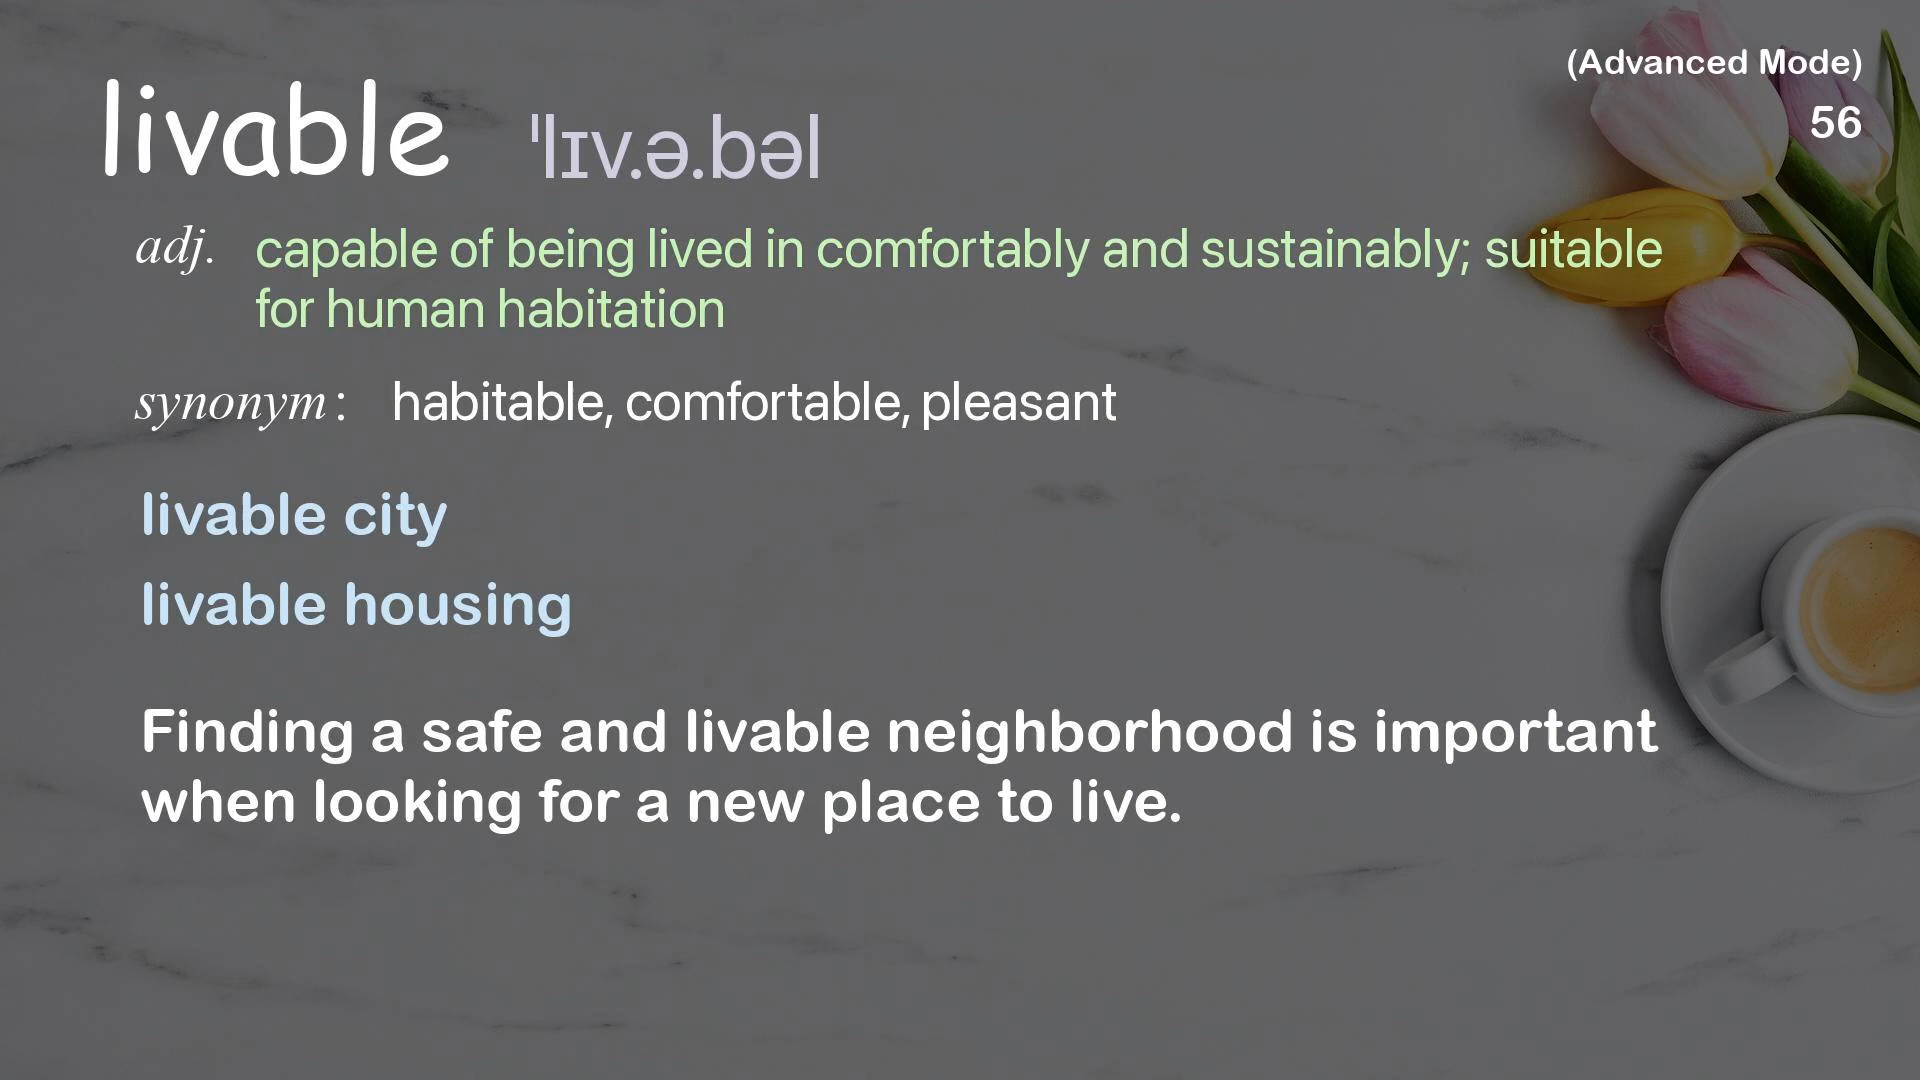 (Advanced Mode)
56
livable ˈlɪv.ə.bəl
adj. capable of being lived in comfortably and sustainably; suitable
for human habitation
synonym: habitable, comfortable, pleasant
livable city
livable housing
Finding a safe and livable neighborhood is important
when looking for a new place to live.